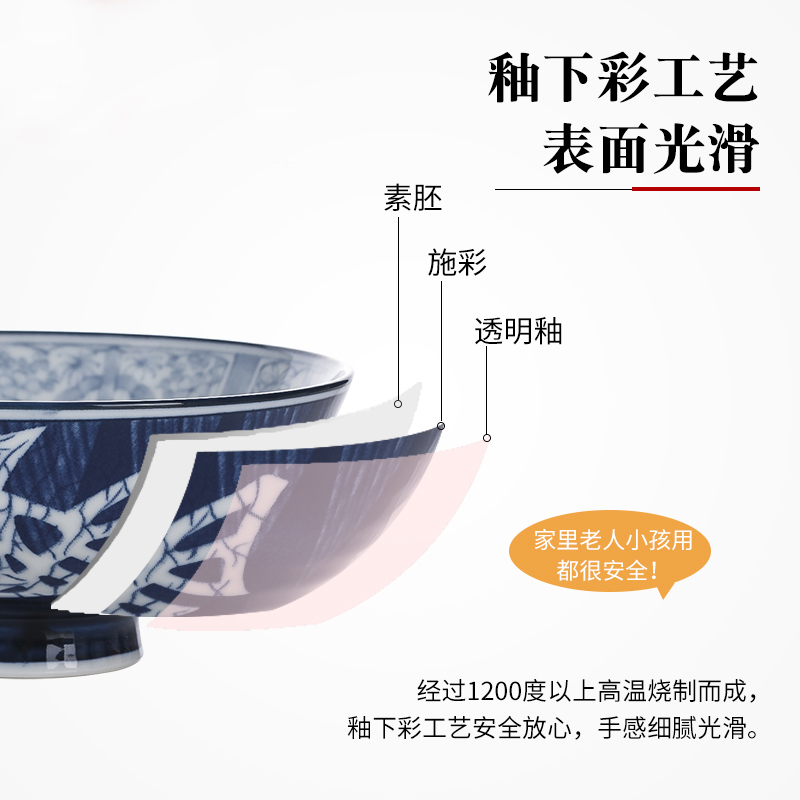 釉下彩工艺
表面光滑
素胚
施彩
透明釉
家里老人小孩用
都很安全！
经过1200度以上高温烧制而成，
釉下彩工艺安全放心，手感细腻光滑。